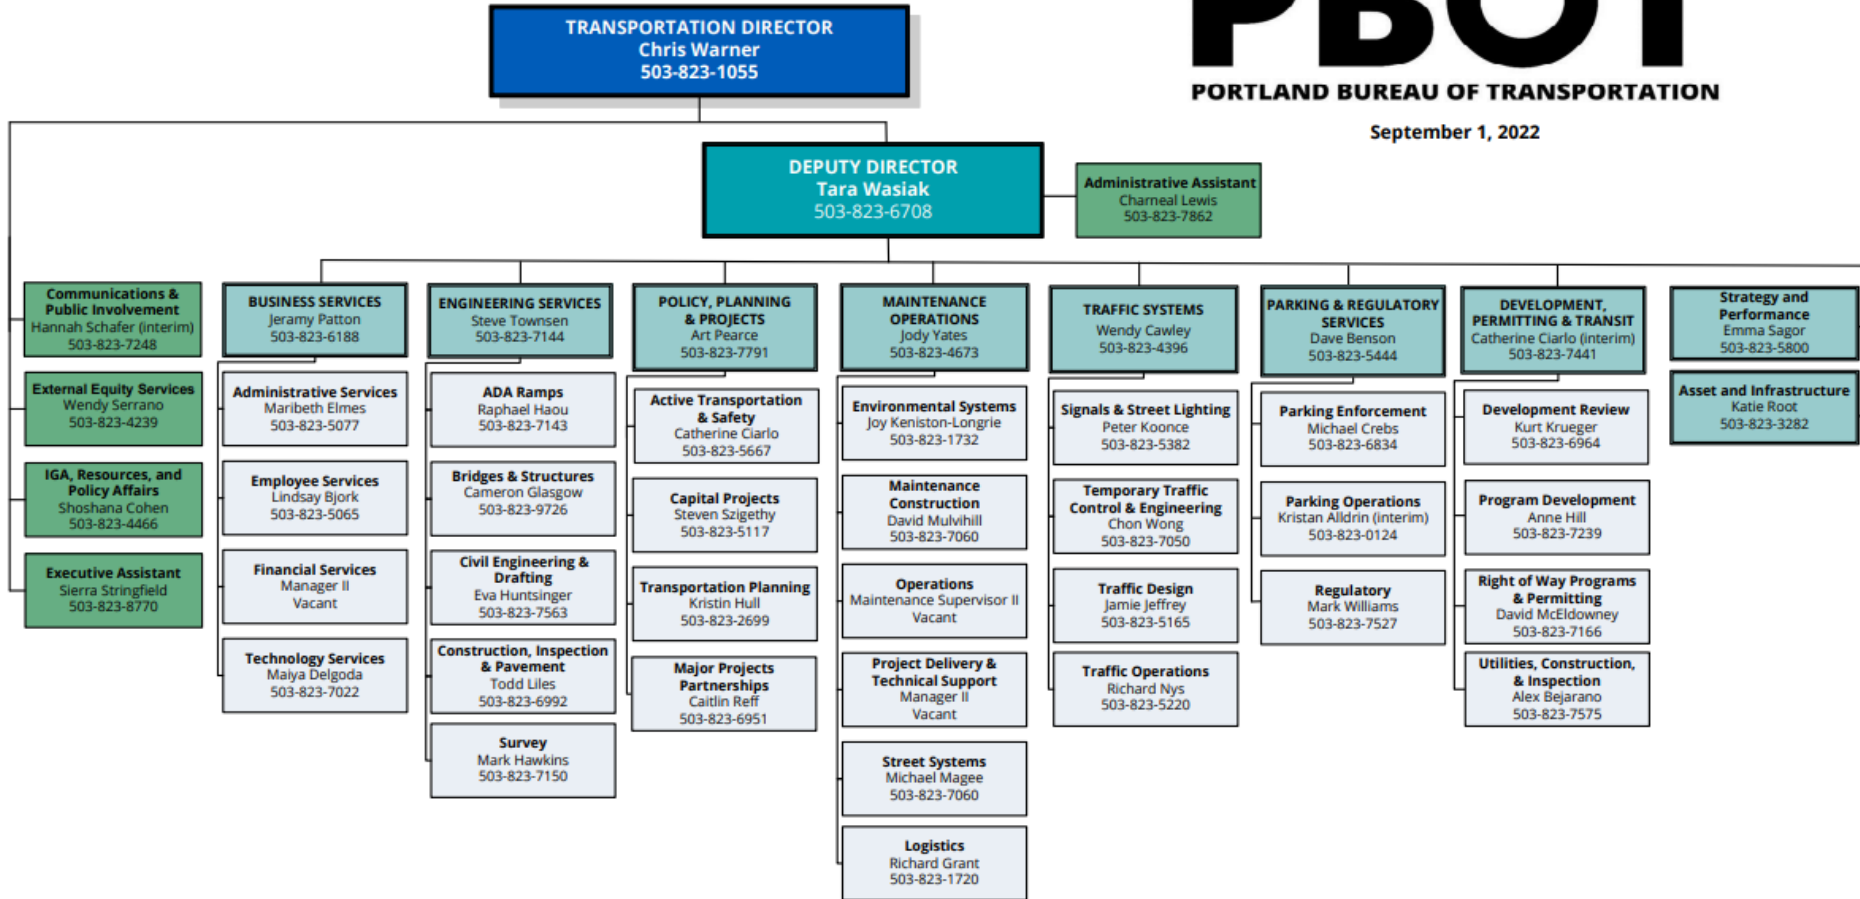 PBOT
PORTLAND BUREAU OF TRANSPORTATION
September 1, 2022
TRANSPORTATION DIRECTOR
Chris Warner
503-823-1055
DEPUTY DIRECTOR
Tara Wasiak
503-823-6708
Administrative Assistant
Charneal Lewis
503-823-7862
Communications &
Public Involvement
Hannah Schafer (interim)
503-823-7248
External Equity Services
Wendy Serrano
503-823-4239
IGA, Resources, and
Policy Affairs
Shoshana Cohen
503-823-4466
Executive Assistant
Sierra Stringfield
503-823-8770
BUSINESS SERVICES
Jeramy Patton
503-823-6188
Administrative Services
Maribeth Elmes
503-823-5077
Employee Services
Lindsay Bjork
503-823-5065
Financial Services
Manager II
Vacant
Technology Services
Maiya Delgoda
503-823-7022
ENGINEERING SERVICES
Steve Townsen
503-823-7144
ADA Ramps
Raphael Haou
503-823-7143
Bridges & Structures
Cameron Glasgow
503-823-9726
Civil Engineering &
Drafting
Eva Huntsinger
503-823-7563
Construction, Inspection
& Pavement
Todd Liles
503-823-6992
Survey
Mark Hawkins
503-823-7150
POLICY, PLANNING
& PROJECTS
Art Pearce
503-823-7791
Active Transportation
& Safety
Catherine Ciarlo
503-823-5667
Capital Projects
Steven Szigethy
503-823-5117
Transportation Planning
Kristin Hull
503-823-2699
Major Projects
Partnerships
Caitlin Reff
503-823-6951
MAINTENANCE
OPERATIONS
Jody Yates
503-823-4673
Environmental Systems
Joy Keniston-Longrie
503-823-1732
Maintenance
Construction
David Mulvihill
503-823-7060
Operations
Maintenance Supervisor II
Vacant
Project Delivery &
Technical Support
Manager II
Vacant
Street Systems
Michael Magee
503-823-7060
Logistics
Richard Grant
503-823-1720
TRAFFIC SYSTEMS
Wendy Cawley
503-823-4396
Signals & Street Lighting
Peter Koonce
503-823-5382
Temporary Traffic
Control & Engineering
Chon Wong
503-823-7050
Traffic Design
Jamie Jeffrey
503-823-5165
Traffic Operations
Richard Nys
503-823-5220
PARKING & REGULATORY
SERVICES
Dave Benson
503-823-5444
Parking Enforcement
Michael Crebs
503-823-6834
Parking Operations
Kristan Alldrin (interim)
503-823-0124
Regulatory
Mark Williams
503-823-7527
DEVELOPMENT,
PERMITTING & TRANSIT
Catherine Ciarlo (interim)
503-823-7441
Development Review
Kurt Krueger
503-823-6964
Program Development
Anne Hill
503-823-7239
Right of Way Programs
& Permitting
David McEldowney
503-823-7166
Utilities, Construction,
& Inspection
Alex Bejarano
503-823-7575
Strategy and
Performance
Emma Sagor
503-823-5800
Asset and Infrastructure
Katie Root
503-823-3282